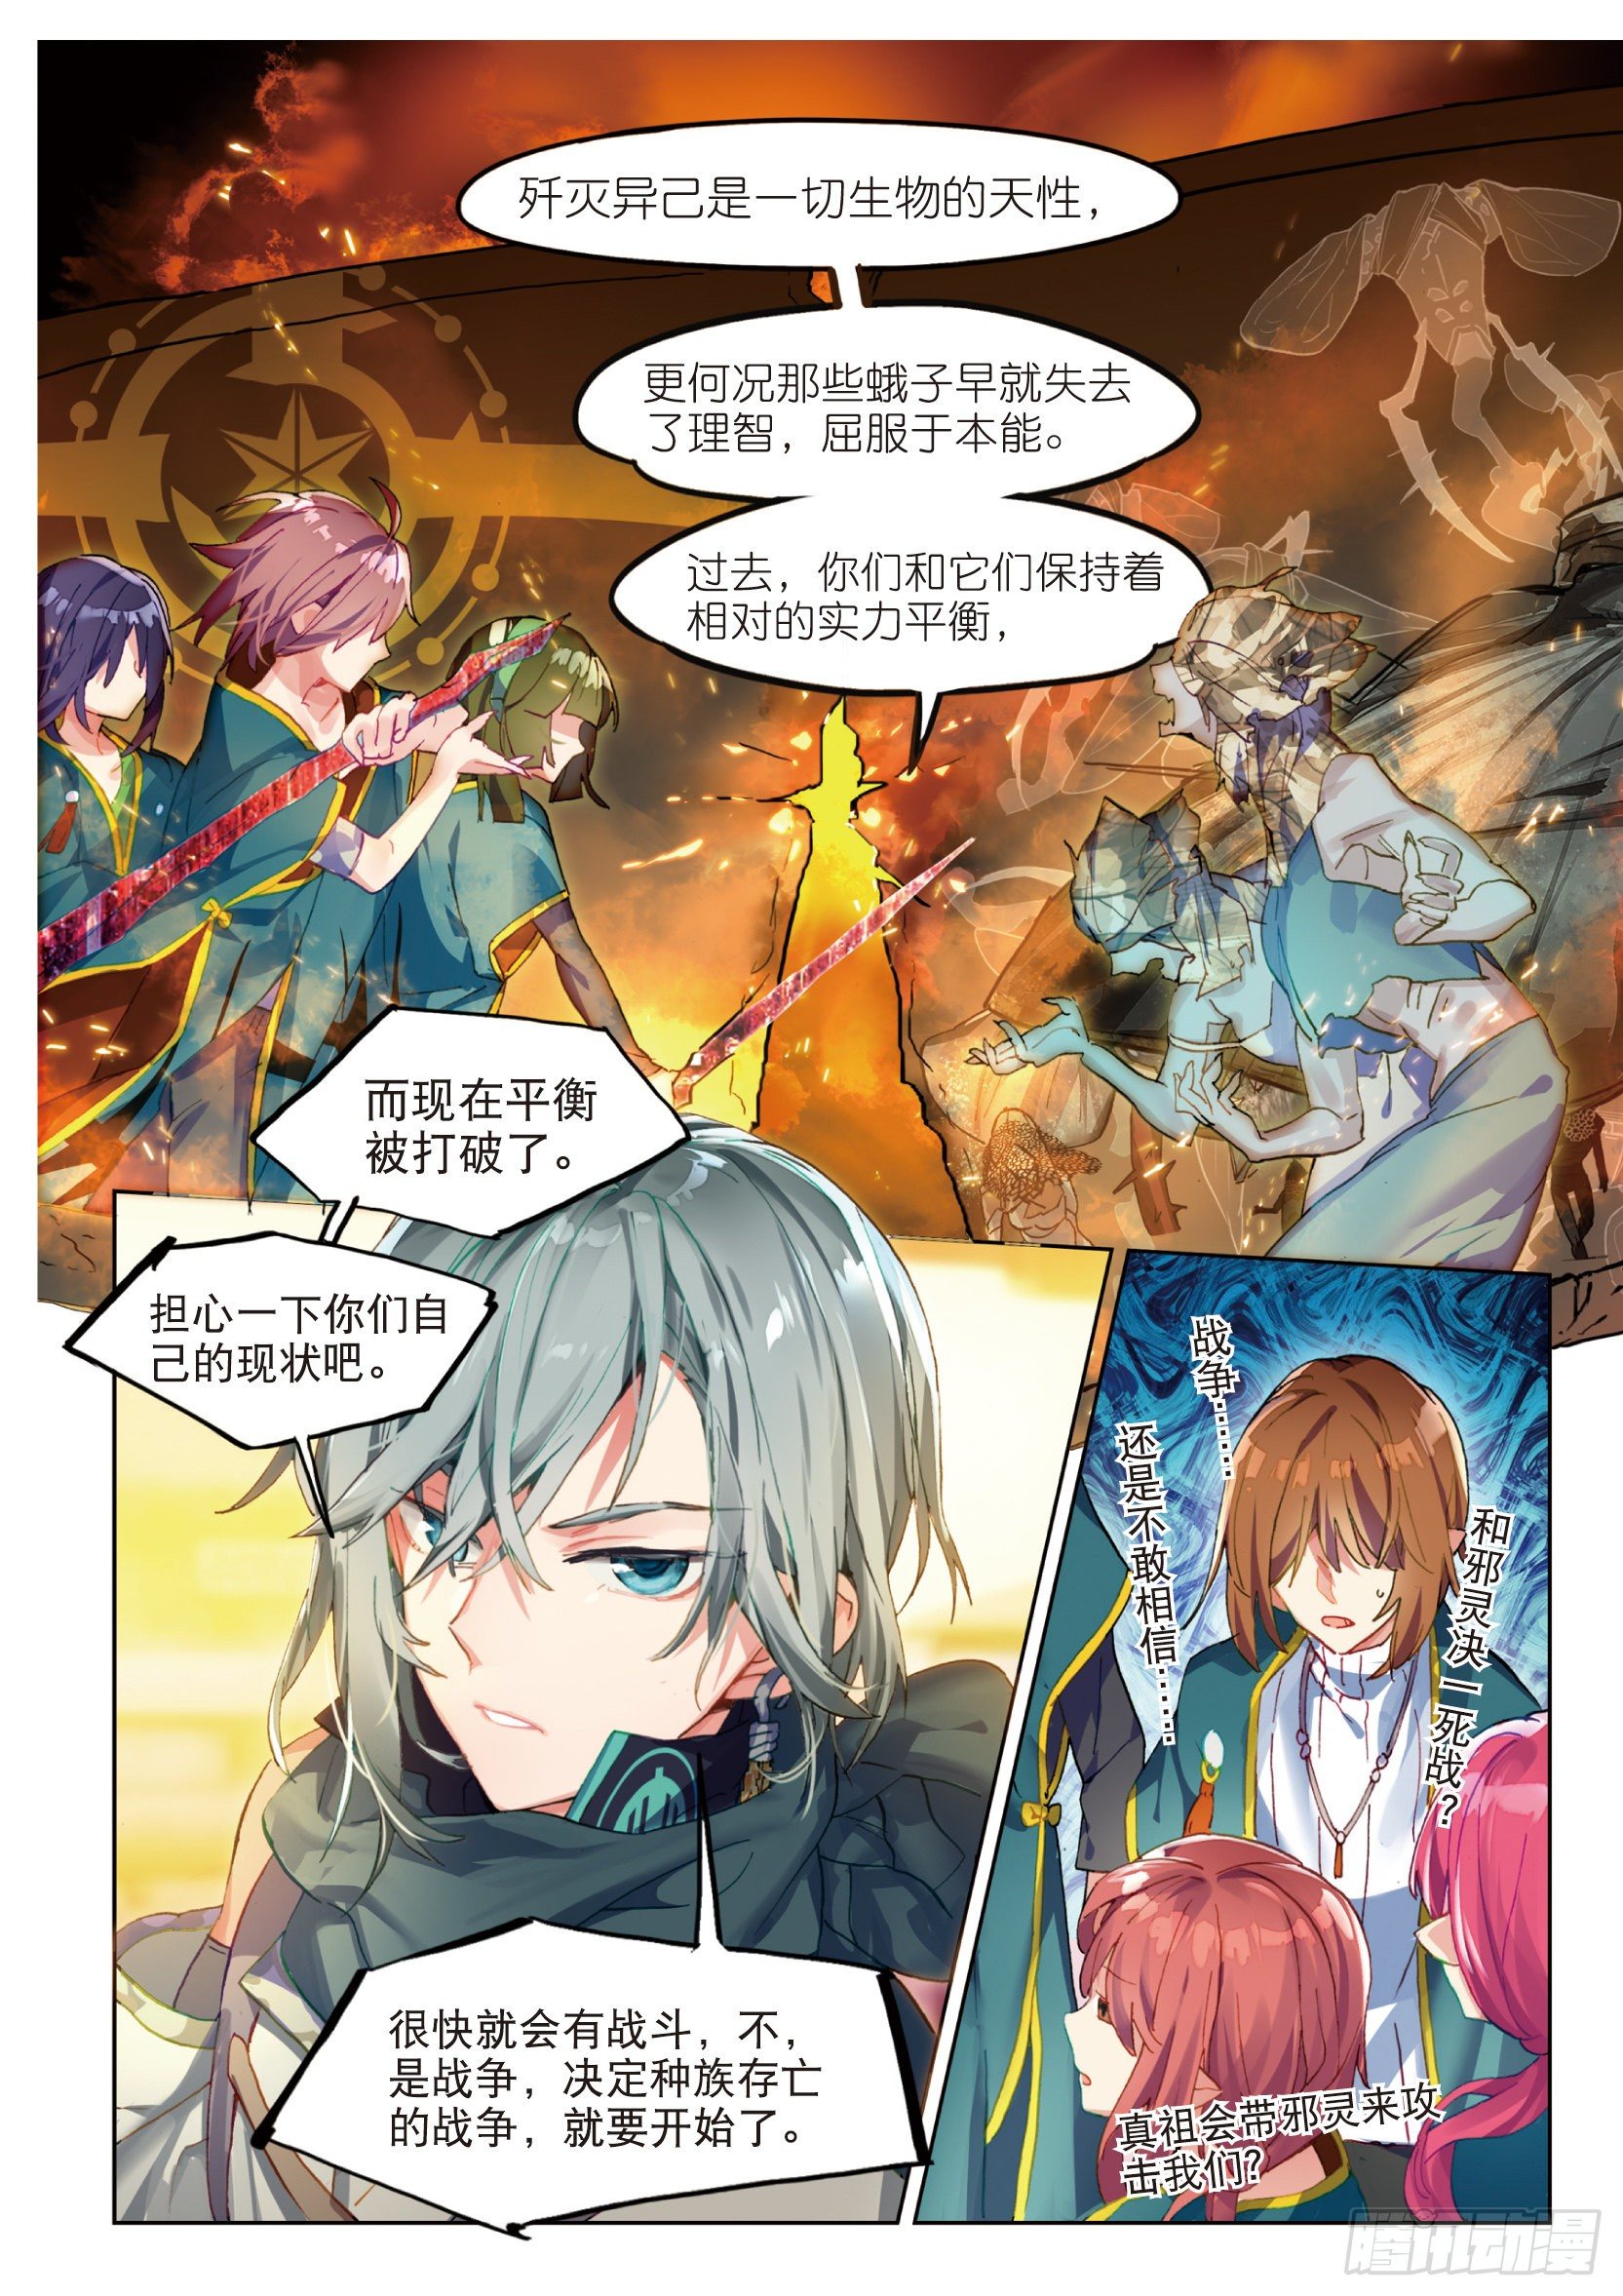 歼灭异己是一切生物的天性，
更何况那些蛾子早就失去
了理智，屈服于本能。
过去，你们和它们保持着
相对的实力平衡，
而现在平衡
被打破了。
担心一下你们自
己的现状吧。
很快就会有战斗，不，
是战争，决定种族存亡
的战争，就要开始了。
战争……
还是不敢相信……
和邪灵决一死战？
真祖会带邪灵来攻
击我们？
腾讯动漫